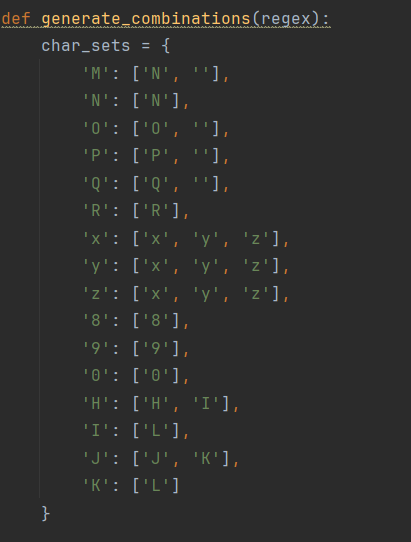 def generate_combinations(regex):
    char_sets = {
        'M': ['N', ''],
        'N': ['N'],
        'O': ['O', ''],
        'P': ['P', ''],
        'Q': ['Q', ''],
        'R': ['R'],
        'x': ['x', 'y', 'z'],
        'y': ['x', 'y', 'z'],
        'z': ['x', 'y', 'z'],
        '8': ['8'],
        '9': ['9'],
        '0': ['0'],
        'H': ['H', 'I'],
        'I': ['L'],
        'J': ['J', 'K'],
        'K': ['L']
    }